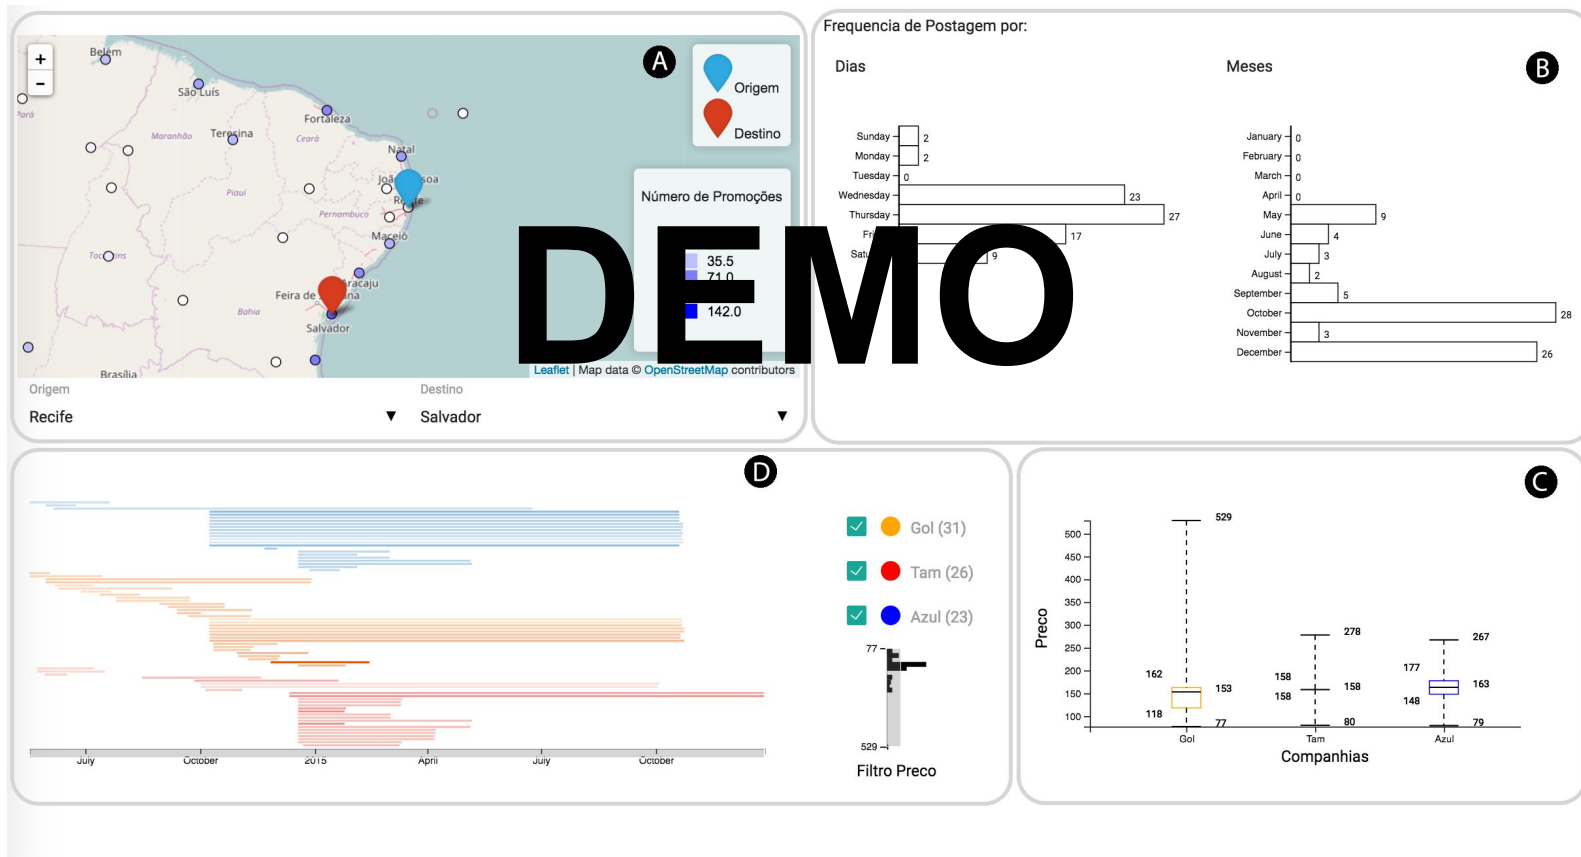 +
−
Belém
São Luís
Fortaleza
Teresina
Maranhão
Ceará
Natal
Pará
Piauí
Pernambuco
Maceió
Aracaju
Bahia
Salvador
Brasília
A
Origem
Destino
Número de Promoções
35.5
71.0
142.0
Leaflet | Map data © OpenStreetMap contributors
Origem
Destino
Recife ▼
Salvador ▼
Frequencia de Postagem por:
Dias
Meses
B
Sunday 2
Monday 2
Tuesday 0
Wednesday 23
Thursday 27
17
9
January 0
February 0
March 0
April 0
May 9
June 4
July 3
August 2
September 5
October 28
November 3
December 26
DEMO
D
Gol (31)
Tam (26)
Azul (23)
77
529
Filtro Preco
July
October
2015
April
July
October
C
Preco
500
450
400
350
300
250
200
150
100
529
162
153
118
77
278
158
158
158
80
267
177
163
148
79
Gol
Tam
Azul
Companhias